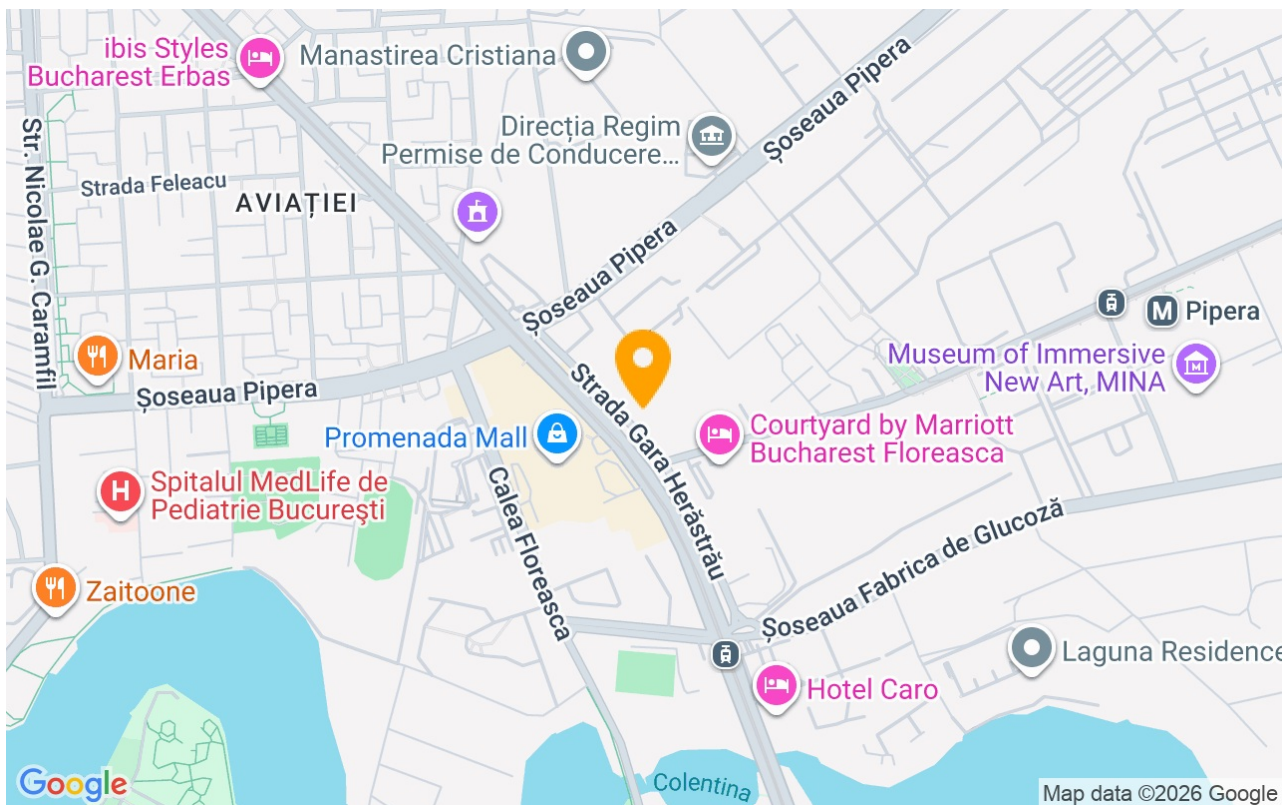 ibis Styles
Bucharest Erbas
Manastirea Cristiana
Șoseaua Pipera
Direcția Regim
Permise de Conducere...
Str. Nicolae G. Caramfil
Strada Feleacu
AVIAȚIEI
Șoseaua Pipera
M Pipera
Maria
Șoseaua Pipera
Strada Gara Herăstrău
Museum of Immersive
New Art, MINA
Promenada Mall
Courtyard by Marriott
Bucharest Floreasca
H
Spitalul MedLife de
Pediatrie București
Calea Floreasca
Șoseaua Fabrica de Glucoză
Zaitoone
Laguna Residence
Hotel Caro
Colentina
Google
Map data ©2026 Google